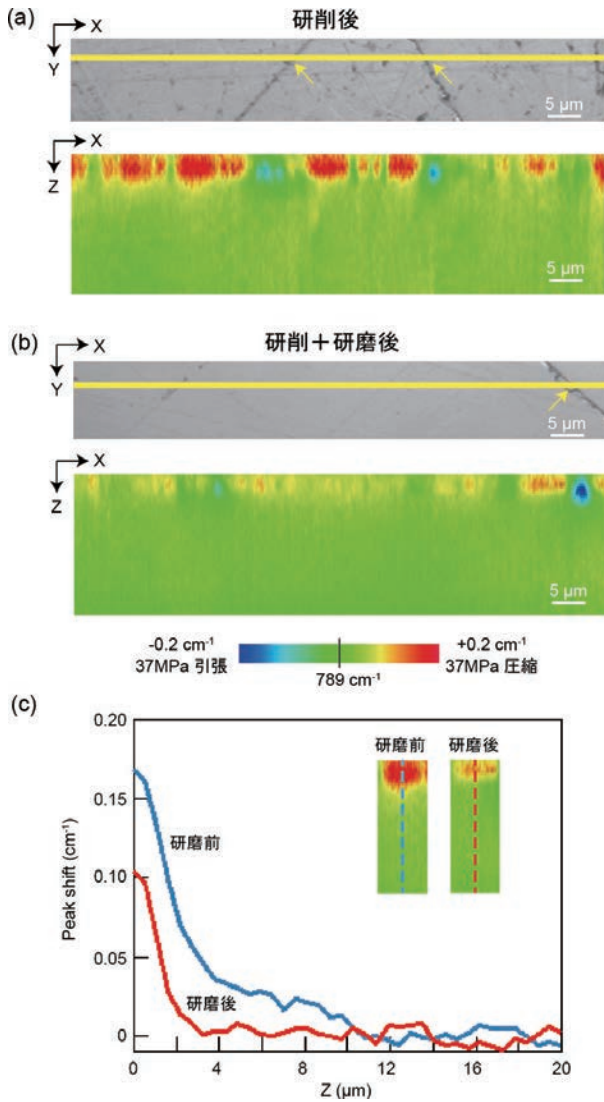 (a)
研削後
X
Y
5 μm
X
Z
5 μm
(b)
研削＋研磨後
X
Y
5 μm
X
Z
5 μm
-0.2 cm⁻¹
37MPa 引張
789 cm⁻¹
+0.2 cm⁻¹
37MPa 圧縮
(c)
Peak shift (cm⁻¹)
0.20
0.15
0.10
0.05
0
研磨前
研磨後
研磨前
研磨後
0 4 8 12 16 20
Z (μm)